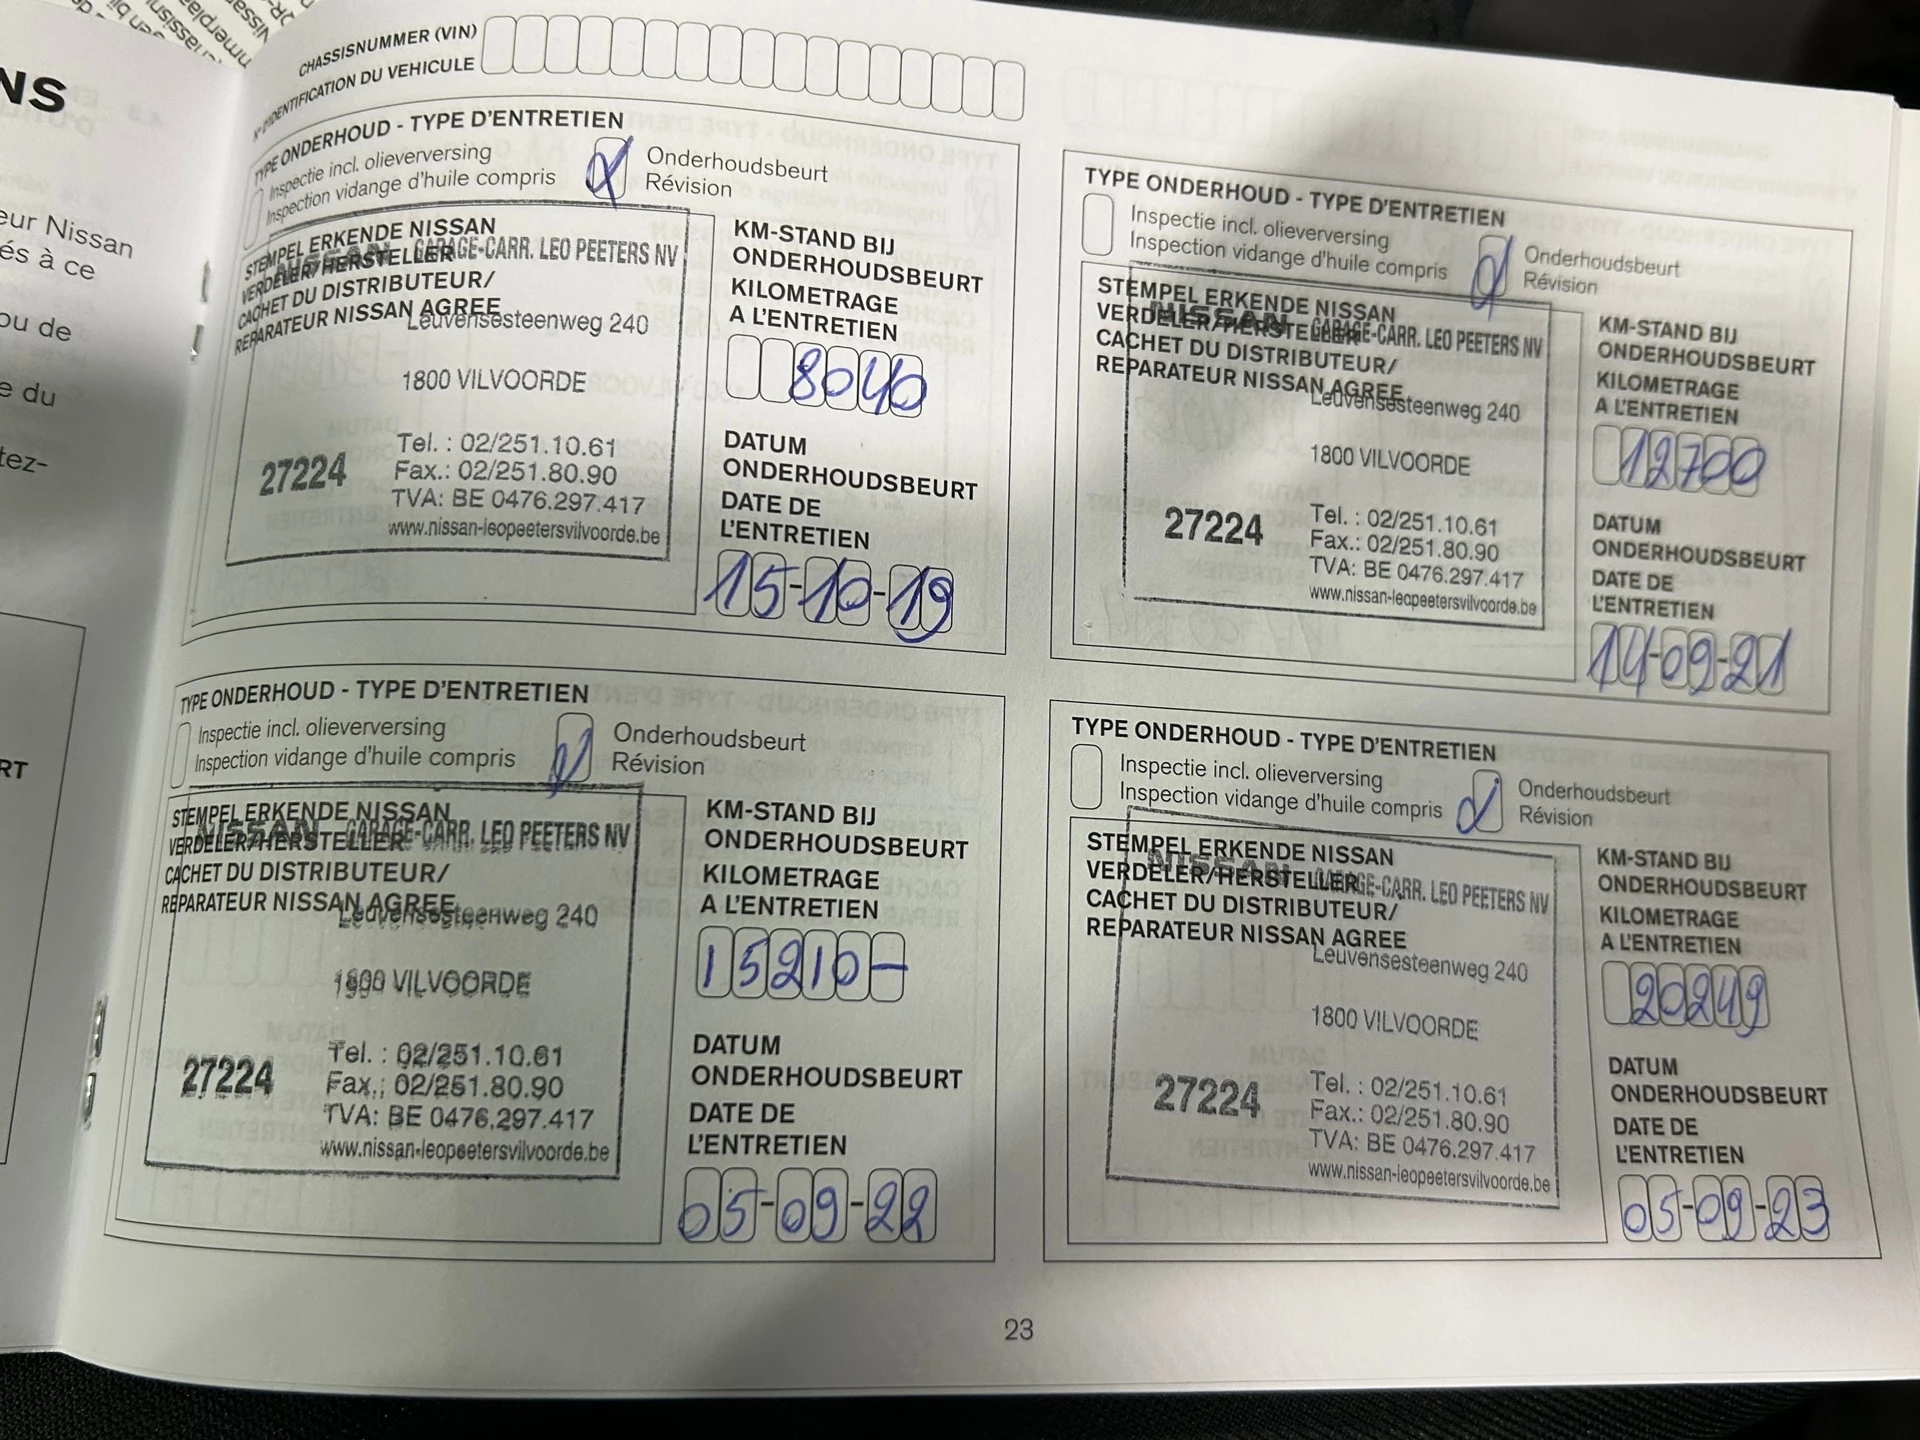 NS
eur Nissan
és à ce
ou de
e du
tez-
RT
CHASSISNUMMER (VIN)
N° D'IDENTIFICATION DU VEHICULE
TYPE ONDERHOUD - TYPE D'ENTRETIEN
Inspectie incl. olieverversing
Inspection vidange d'huile compris
Onderhoudsbeurt
Révision
STEMPEL ERKENDE NISSAN
VERDELER/HERSTELLER
CACHET DU DISTRIBUTEUR/
REPARATEUR NISSAN AGREE
NISSAN GARAGE-CARR. LEO PEETERS NV
Leuvensesteenweg 240
1800 VILVOORDE
27224
Tel. : 02/251.10.61
Fax.: 02/251.80.90
TVA: BE 0476.297.417
www.nissan-leopeetersvilvoorde.be
KM-STAND BIJ
ONDERHOUDSBEURT
KILOMETRAGE
A L'ENTRETIEN
8040
DATUM
ONDERHOUDSBEURT
DATE DE
L'ENTRETIEN
15-10-19
TYPE ONDERHOUD - TYPE D'ENTRETIEN
Inspectie incl. olieverversing
Inspection vidange d'huile compris
Onderhoudsbeurt
Révision
STEMPEL ERKENDE NISSAN
VERDELER/HERSTELLER
CACHET DU DISTRIBUTEUR/
REPARATEUR NISSAN AGREE
NISSAN GARAGE-CARR. LEO PEETERS NV
Leuvensesteenweg 240
1800 VILVOORDE
27224
Tel. : 02/251.10.61
Fax.: 02/251.80.90
TVA: BE 0476.297.417
www.nissan-leopeetersvilvoorde.be
KM-STAND BIJ
ONDERHOUDSBEURT
KILOMETRAGE
A L'ENTRETIEN
12700
DATUM
ONDERHOUDSBEURT
DATE DE
L'ENTRETIEN
14-09-21
TYPE ONDERHOUD - TYPE D'ENTRETIEN
Inspectie incl. olieverversing
Inspection vidange d'huile compris
Onderhoudsbeurt
Révision
STEMPEL ERKENDE NISSAN
VERDELER/HERSTELLER
CACHET DU DISTRIBUTEUR/
REPARATEUR NISSAN AGREE
NISSAN GARAGE-CARR. LEO PEETERS NV
Leuvensesteenweg 240
1800 VILVOORDE
27224
Tel. : 02/251.10.61
Fax.: 02/251.80.90
TVA: BE 0476.297.417
www.nissan-leopeetersvilvoorde.be
KM-STAND BIJ
ONDERHOUDSBEURT
KILOMETRAGE
A L'ENTRETIEN
15210-
DATUM
ONDERHOUDSBEURT
DATE DE
L'ENTRETIEN
05-09-22
TYPE ONDERHOUD - TYPE D'ENTRETIEN
Inspectie incl. olieverversing
Inspection vidange d'huile compris
Onderhoudsbeurt
Révision
STEMPEL ERKENDE NISSAN
VERDELER/HERSTELLER
CACHET DU DISTRIBUTEUR/
REPARATEUR NISSAN AGREE
NISSAN GARAGE-CARR. LEO PEETERS NV
Leuvensesteenweg 240
1800 VILVOORDE
27224
Tel. : 02/251.10.61
Fax.: 02/251.80.90
TVA: BE 0476.297.417
www.nissan-leopeetersvilvoorde.be
KM-STAND BIJ
ONDERHOUDSBEURT
KILOMETRAGE
A L'ENTRETIEN
20249
DATUM
ONDERHOUDSBEURT
DATE DE
L'ENTRETIEN
05-09-23
23